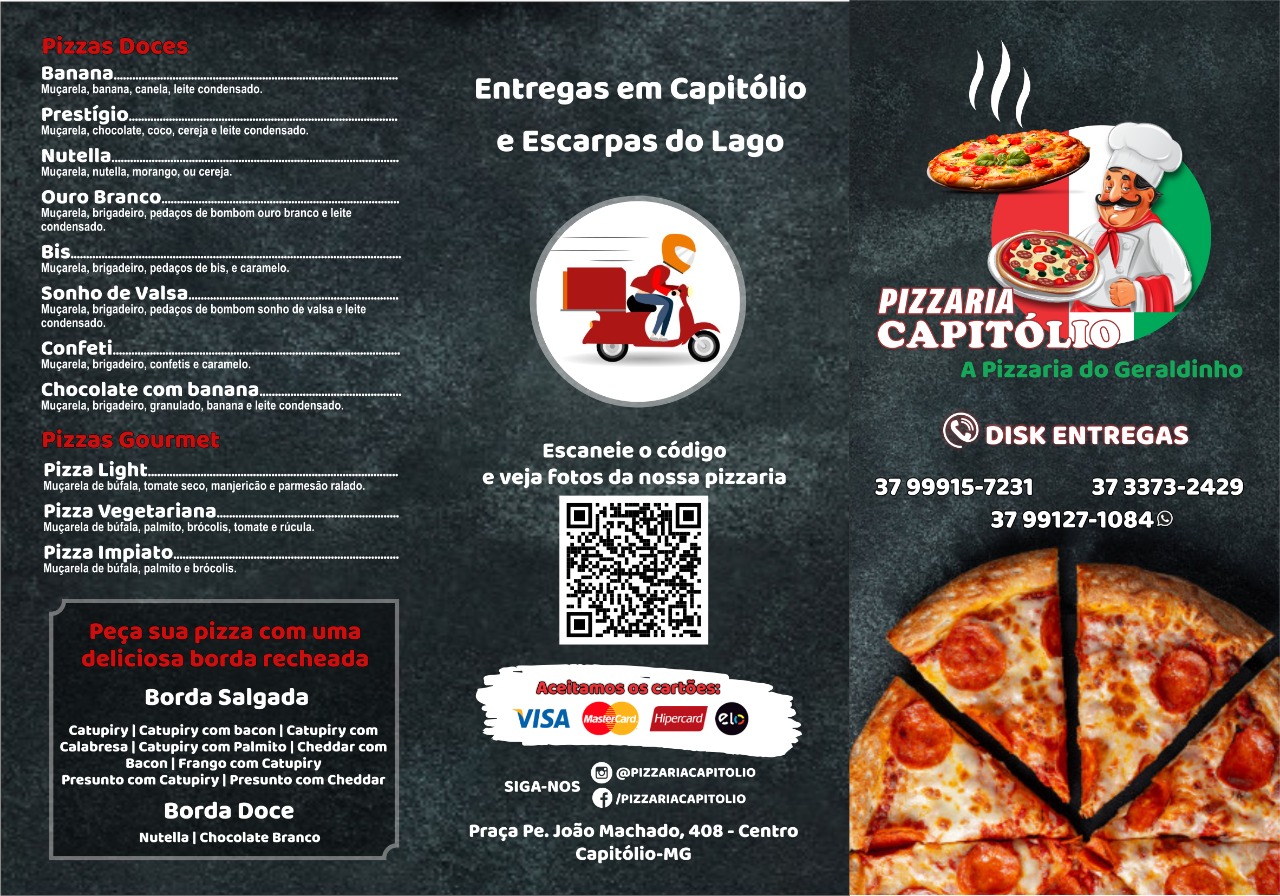 Pizzas Doces
Banana
Muçarela, banana, canela, leite condensado.
Prestígio
Muçarela, chocolate, coco, cereja e leite condensado.
Nutella
Muçarela, nutella, morango, ou cereja.
Ouro Branco
Muçarela, brigadeiro, pedaços de bombom ouro branco e leite
condensado.
Bis
Muçarela, brigadeiro, pedaços de bis, e caramelo.
Sonho de Valsa
Muçarela, brigadeiro, pedaços de bombom sonho de valsa e leite
condensado.
Confeti
Muçarela, brigadeiro, confetis e caramelo.
Chocolate com banana
Muçarela, brigadeiro, granulado, banana e leite condensado.
Pizzas Gourmet
Pizza Light
Muçarela de búfala, tomate seco, manjericão e parmesão ralado.
Pizza Vegetariana
Muçarela de búfala, palmito, brócolis, tomate e rúcula.
Pizza Impiato
Muçarela de búfala, palmito e brócolis.
Peça sua pizza com uma
deliciosa borda recheada
Borda Salgada
Catupiry | Catupiry com bacon | Catupiry com
Calabresa | Catupiry com Palmito | Cheddar com
Bacon | Frango com Catupiry
Presunto com Catupiry | Presunto com Cheddar
Borda Doce
Nutella | Chocolate Branco
Entregas em Capitólio
e Escarpas do Lago
Escaneie o código
e veja fotos da nossa pizzaria
Aceitamos os cartões:
VISA MasterCard Hipercard elo
SIGA-NOS
@PIZZARIACAPITOLIO
/PIZZARIACAPITOLIO
Praça Pe. João Machado, 408 - Centro
Capitólio-MG
PIZZARIA
CAPITÓLIO
A Pizzaria do Geraldinho
DISK ENTREGAS
37 99915-7231 37 3373-2429
37 99127-1084